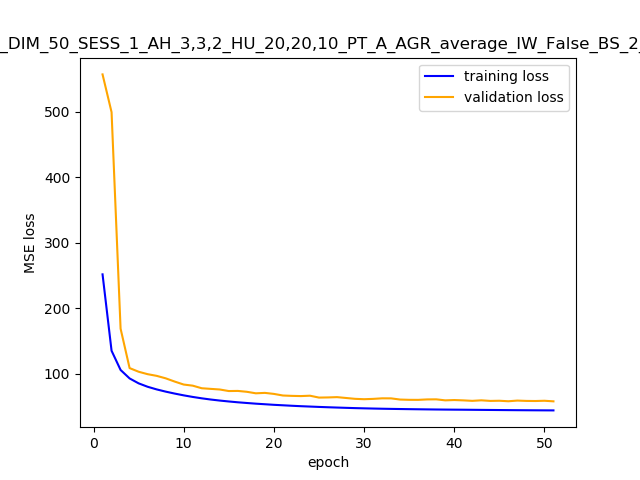 _DIM_50_SESS_1_AH_3,3,2_HU_20,20,10_PT_A_AGR_average_IW_False_BS_2_
training loss
validation loss
MSE loss
500
400
300
200
100
0 10 20 30 40 50
epoch